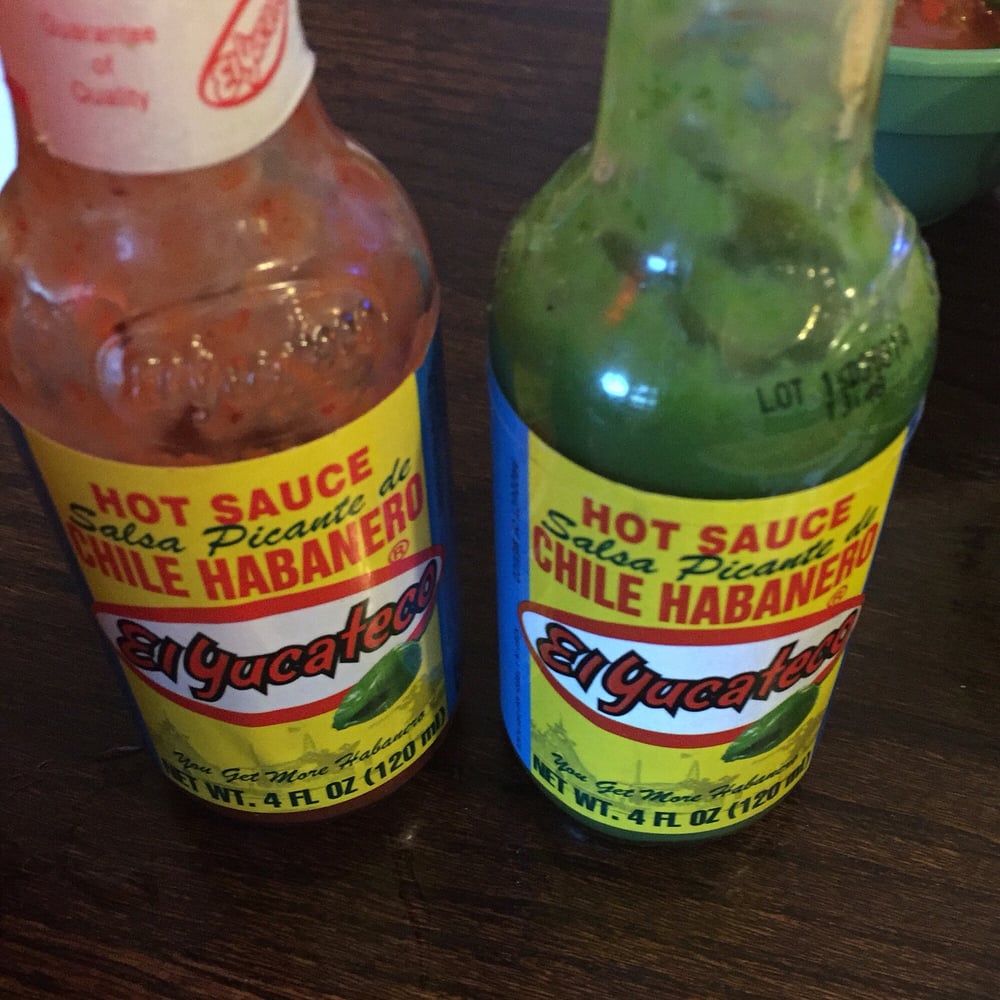 Guarantee
of
Quality
HOT SAUCE
Salsa Picante de
CHILE HABANERO®
El Yucateco
You Get More Habanero
NET WT. 4 FL OZ (120 ml)
LOT
HOT SAUCE
Salsa Picante de
CHILE HABANERO®
El Yucateco
You Get More Habanero
NET WT. 4 FL OZ (120 ml)